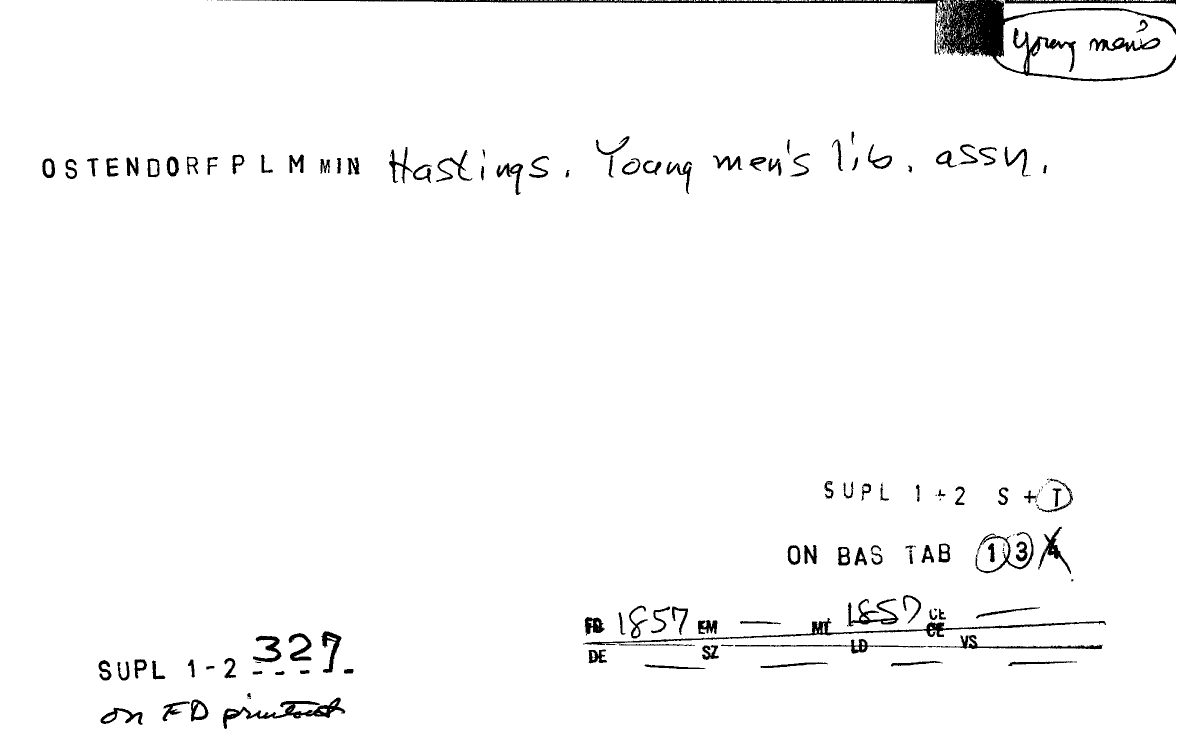 Young men's
OSTENDORF P L M MIN Hastings. Young men's lib. assn.
SUPL 1+2 S+T
ON BAS TAB 1 3 4
FD 1857 EM — ME 1857 CE —
CE
DE — SZ — LD — VS —
SUPL 1-2 327
on FD printout